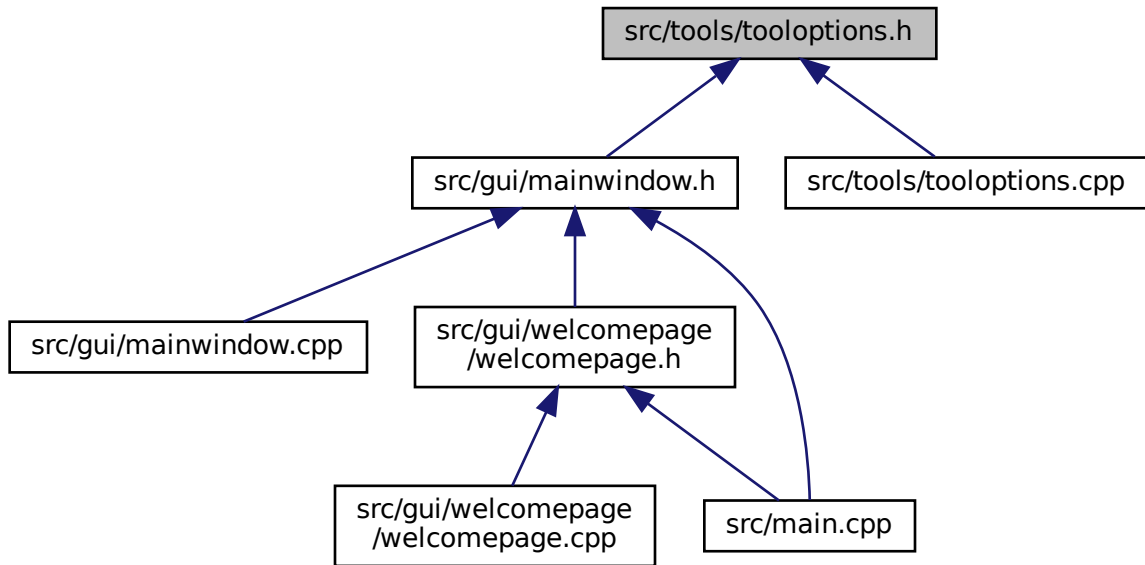 src/tools/tooloptions.h
src/gui/mainwindow.h
src/tools/tooloptions.cpp
src/gui/mainwindow.cpp
src/gui/welcomepage
/welcomepage.h
src/gui/welcomepage
/welcomepage.cpp
src/main.cpp